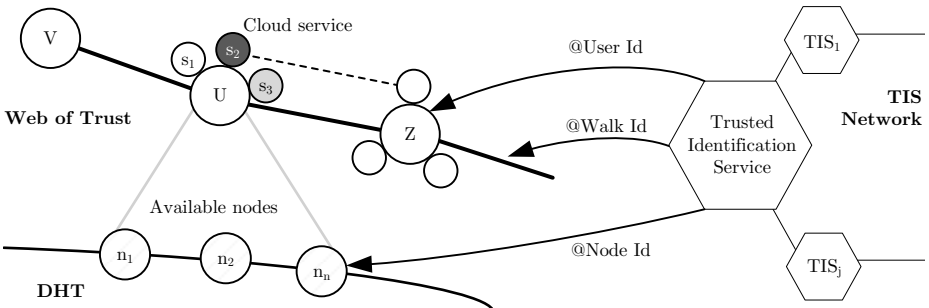 V
Cloud service
s1
s2
s3
U
Web of Trust
Z
@User Id
@Walk Id
@Node Id
Trusted
Identification
Service
TIS1
TIS
Network
TISj
Available nodes
n1
n2
nn
DHT